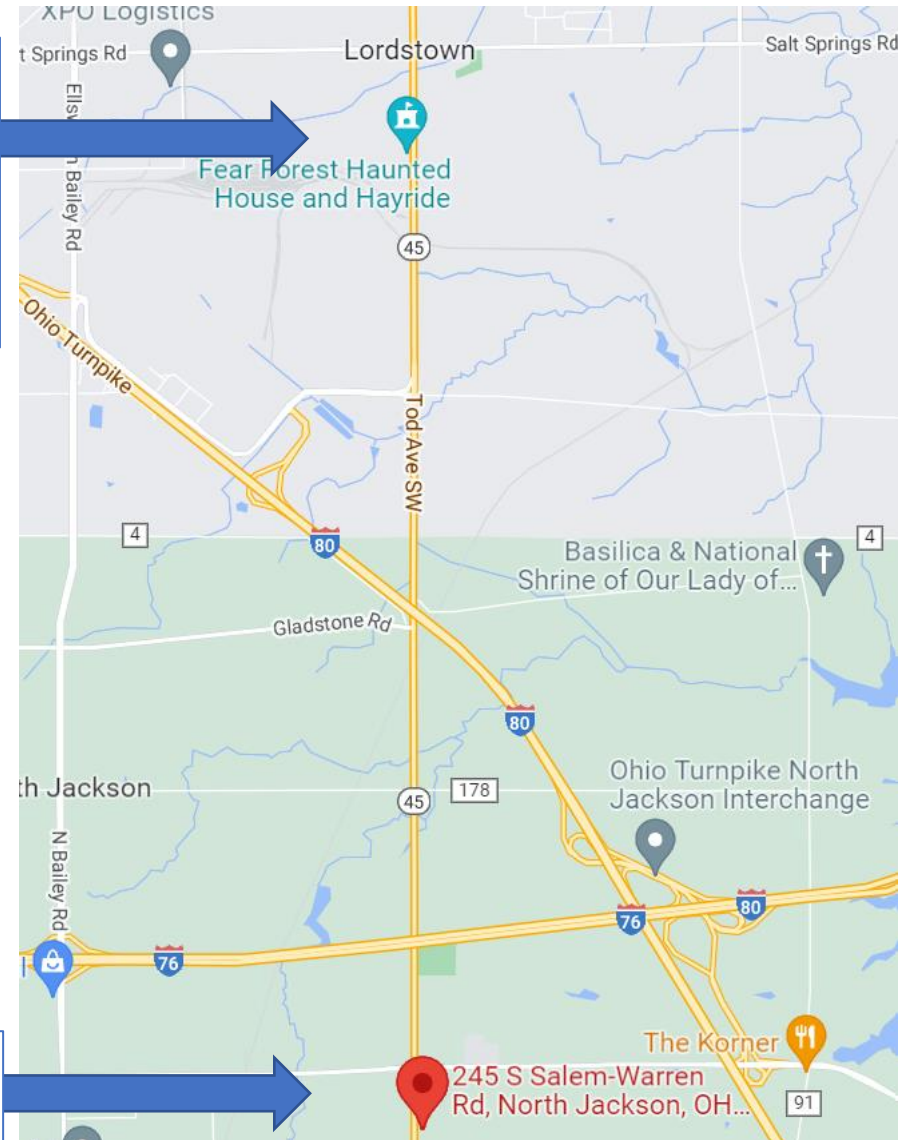 XPO Logistics
t Springs Rd
Lordstown
Salt Springs Rd
Fear Forest Haunted
House and Hayride
Bailey Rd
45
Ohio Turnpike
Tod Ave SW
4
80
Basilica & National
Shrine of Our Lady of...
4
Gladstone Rd
80
th Jackson
45
178
Ohio Turnpike North
Jackson Interchange
N Bailey Rd
76
76
80
The Korner
245 S Salem-Warren
Rd, North Jackson, OH...
91